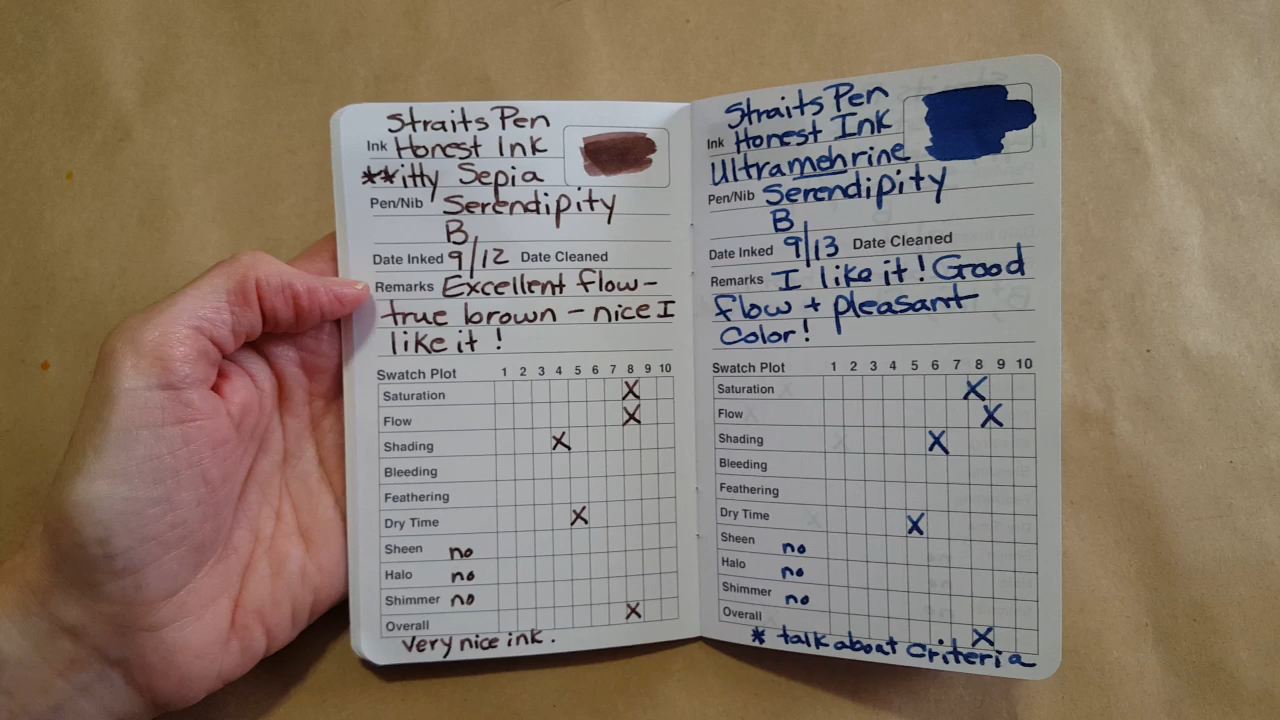 Straits Pen
Ink Honest Ink
**itty Sepia
Pen/Nib Serendipity
B
Date Inked 9/12 Date Cleaned
Remarks Excellent flow -
true brown - nice I
like it!
Swatch Plot 1 2 3 4 5 6 7 8 9 10
Saturation X
Flow X
Shading X
Bleeding
Feathering
Dry Time X
Sheen no
Halo no
Shimmer no
Overall X
Very nice ink.
Straits Pen
Ink Honest Ink
Ultramehrine
Pen/Nib Serendipity
B
Date Inked 9/13 Date Cleaned
Remarks I like it! Good
flow + pleasant
Color!
Swatch Plot 1 2 3 4 5 6 7 8 9 10
Saturation X
Flow X
Shading X
Bleeding
Feathering
Dry Time X
Sheen no
Halo no
Shimmer no
Overall X
* talk about criteria